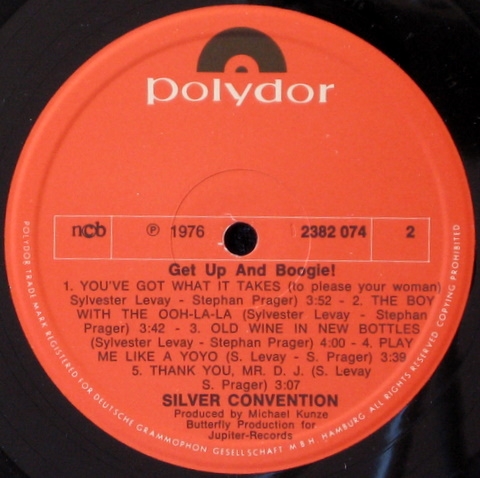 polydor
ncb
℗ 1976
2382 074
2
Get Up And Boogie!
1. YOU'VE GOT WHAT IT TAKES (to please your woman)
Sylvester Levay - Stephan Prager) 3:52 - 2. THE BOY
WITH THE OOH-LA-LA (Sylvester Levay - Stephan
Prager) 3:42 - 3. OLD WINE IN NEW BOTTLES
(Sylvester Levay - Stephan Prager) 4:00 - 4. PLAY
ME LIKE A YOYO (S. Levay - S. Prager) 3:39
5. THANK YOU, MR. D. J. (S. Levay
S. Prager) 3:07
SILVER CONVENTION
Produced by Michael Kunze
Butterfly Production for
Jupiter-Records
POLYDOR TRADE MARK REGISTERED FOR DEUTSCHE GRAMMOPHON GESELLSCHAFT M B H. HAMBURG ALL RIGHTS RESERVED COPYING PROHIBITED